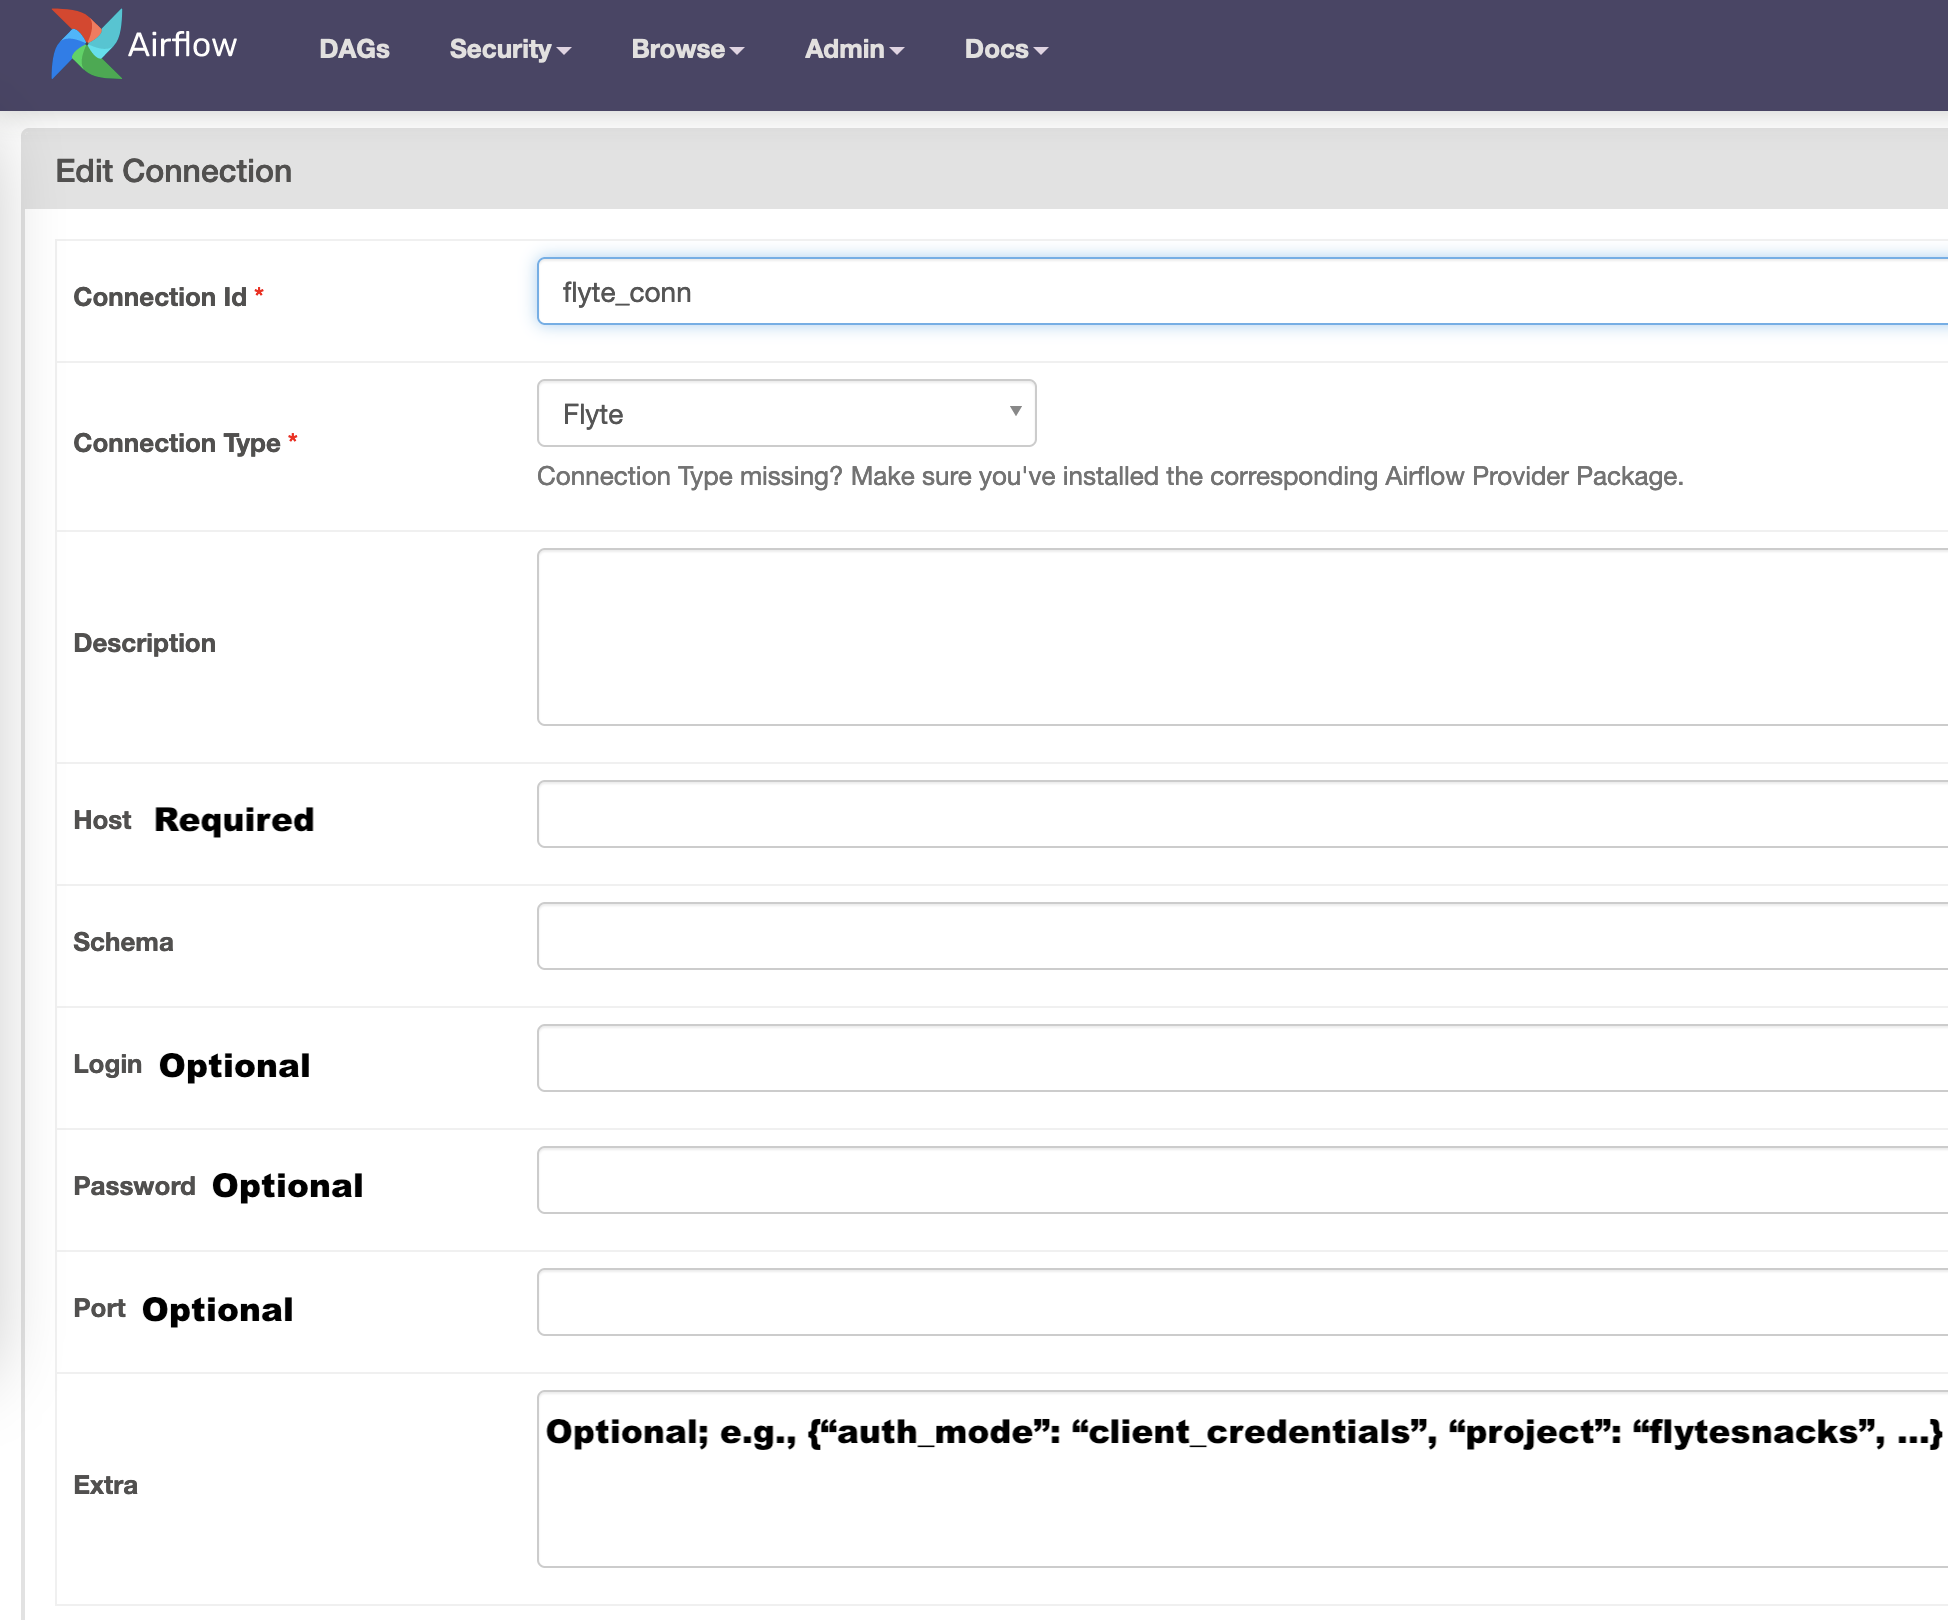 Airflow DAGs Security Browse Admin Docs
Edit Connection
Connection Id * flyte_conn
Connection Type * Flyte
Connection Type missing? Make sure you've installed the corresponding Airflow Provider Package.
Description
Host Required
Schema
Login Optional
Password Optional
Port Optional
Optional; e.g., {“auth_mode”: “client_credentials”, “project”: “flytesnacks”, ...}
Extra